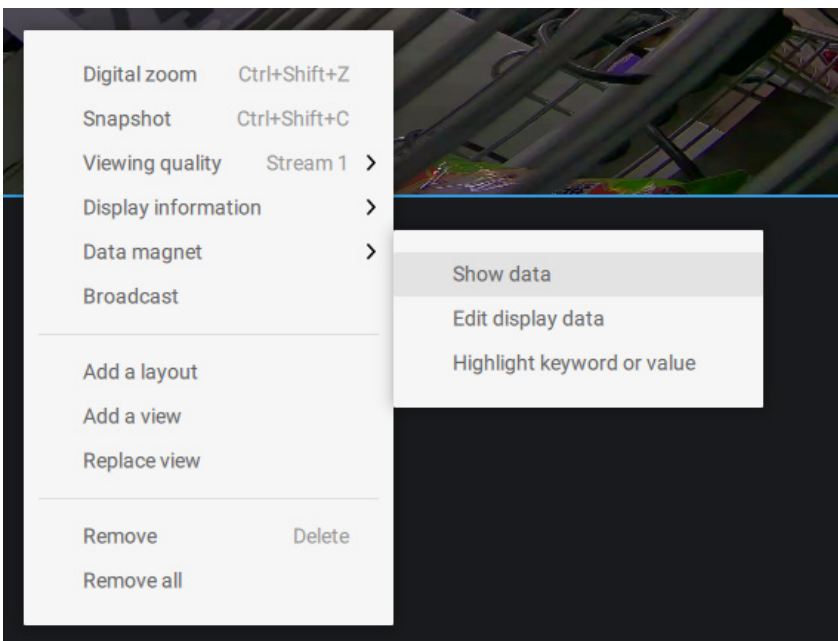 Digital zoom Ctrl+Shift+Z
Snapshot Ctrl+Shift+C
Viewing quality Stream 1
Display information
Data magnet
Broadcast
Add a layout
Add a view
Replace view
Remove Delete
Remove all
Show data
Edit display data
Highlight keyword or value